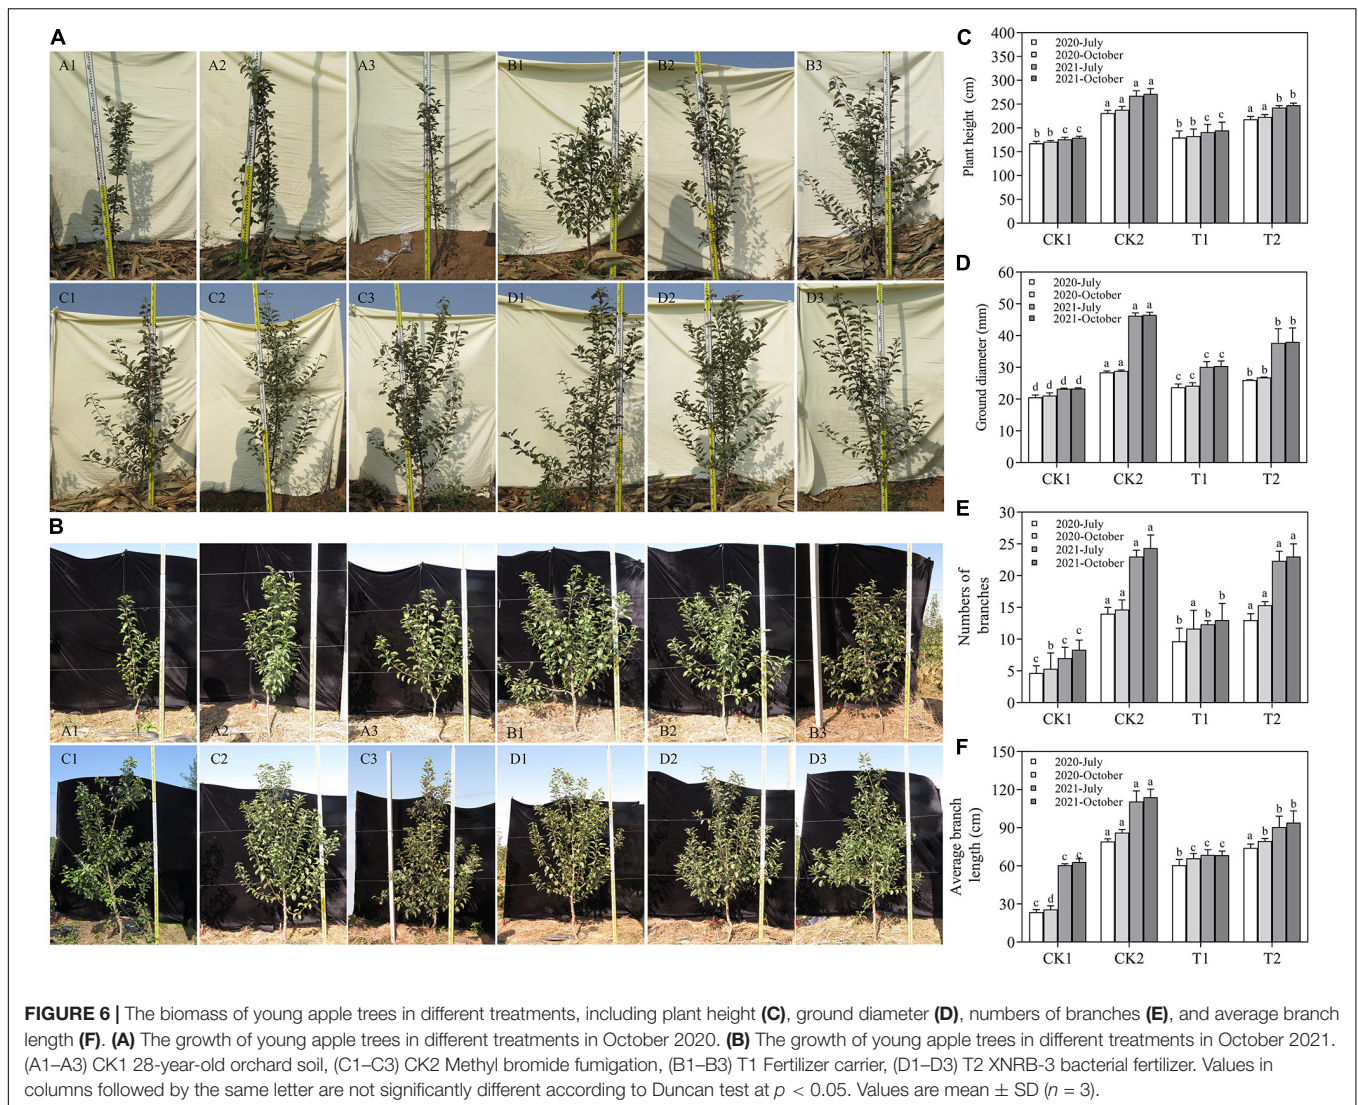 A
A1
A2
A3
B1
B2
B3
C1
C2
C3
D1
D2
D3
B
A1
A2
A3
B1
B2
B3
C1
C2
C3
D1
D2
D3
C
Plant height (cm)
400
350
300
250
200
150
100
50
0
2020-July
2020-October
2021-July
2021-October
b b c c
a a a a
b b c c
a a b b
CK1 CK2 T1 T2
D
Ground diameter (mm)
60
50
40
30
20
10
0
2020-July
2020-October
2021-July
2021-October
d d d d
a a a a
c c c c
b b b b
CK1 CK2 T1 T2
E
Numbers of
branches
30
25
20
15
10
5
0
2020-July
2020-October
2021-July
2021-October
c b c c
a a a a
b a b b
a a a a
CK1 CK2 T1 T2
F
Average branch
length (cm)
150
120
90
60
30
0
2020-July
2020-October
2021-July
2021-October
c d c c
a a a a
b c c c
a b b b
CK1 CK2 T1 T2
FIGURE 6 | The biomass of young apple trees in different treatments, including plant height (C), ground diameter (D), numbers of branches (E), and average branch
length (F). (A) The growth of young apple trees in different treatments in October 2020. (B) The growth of young apple trees in different treatments in October 2021.
(A1–A3) CK1 28-year-old orchard soil, (C1–C3) CK2 Methyl bromide fumigation, (B1–B3) T1 Fertilizer carrier, (D1–D3) T2 XNRB-3 bacterial fertilizer. Values in
columns followed by the same letter are not significantly different according to Duncan test at p < 0.05. Values are mean ± SD (n = 3).